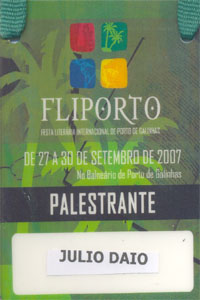 FLIPORTO
FESTA LITERÁRIA INTERNACIONAL DE PORTO DE GALINHAS
DE 27 A 30 DE SETEMBRO DE 2007
No Balneário de Porto de Galinhas
PALESTRANTE
JULIO DAIO